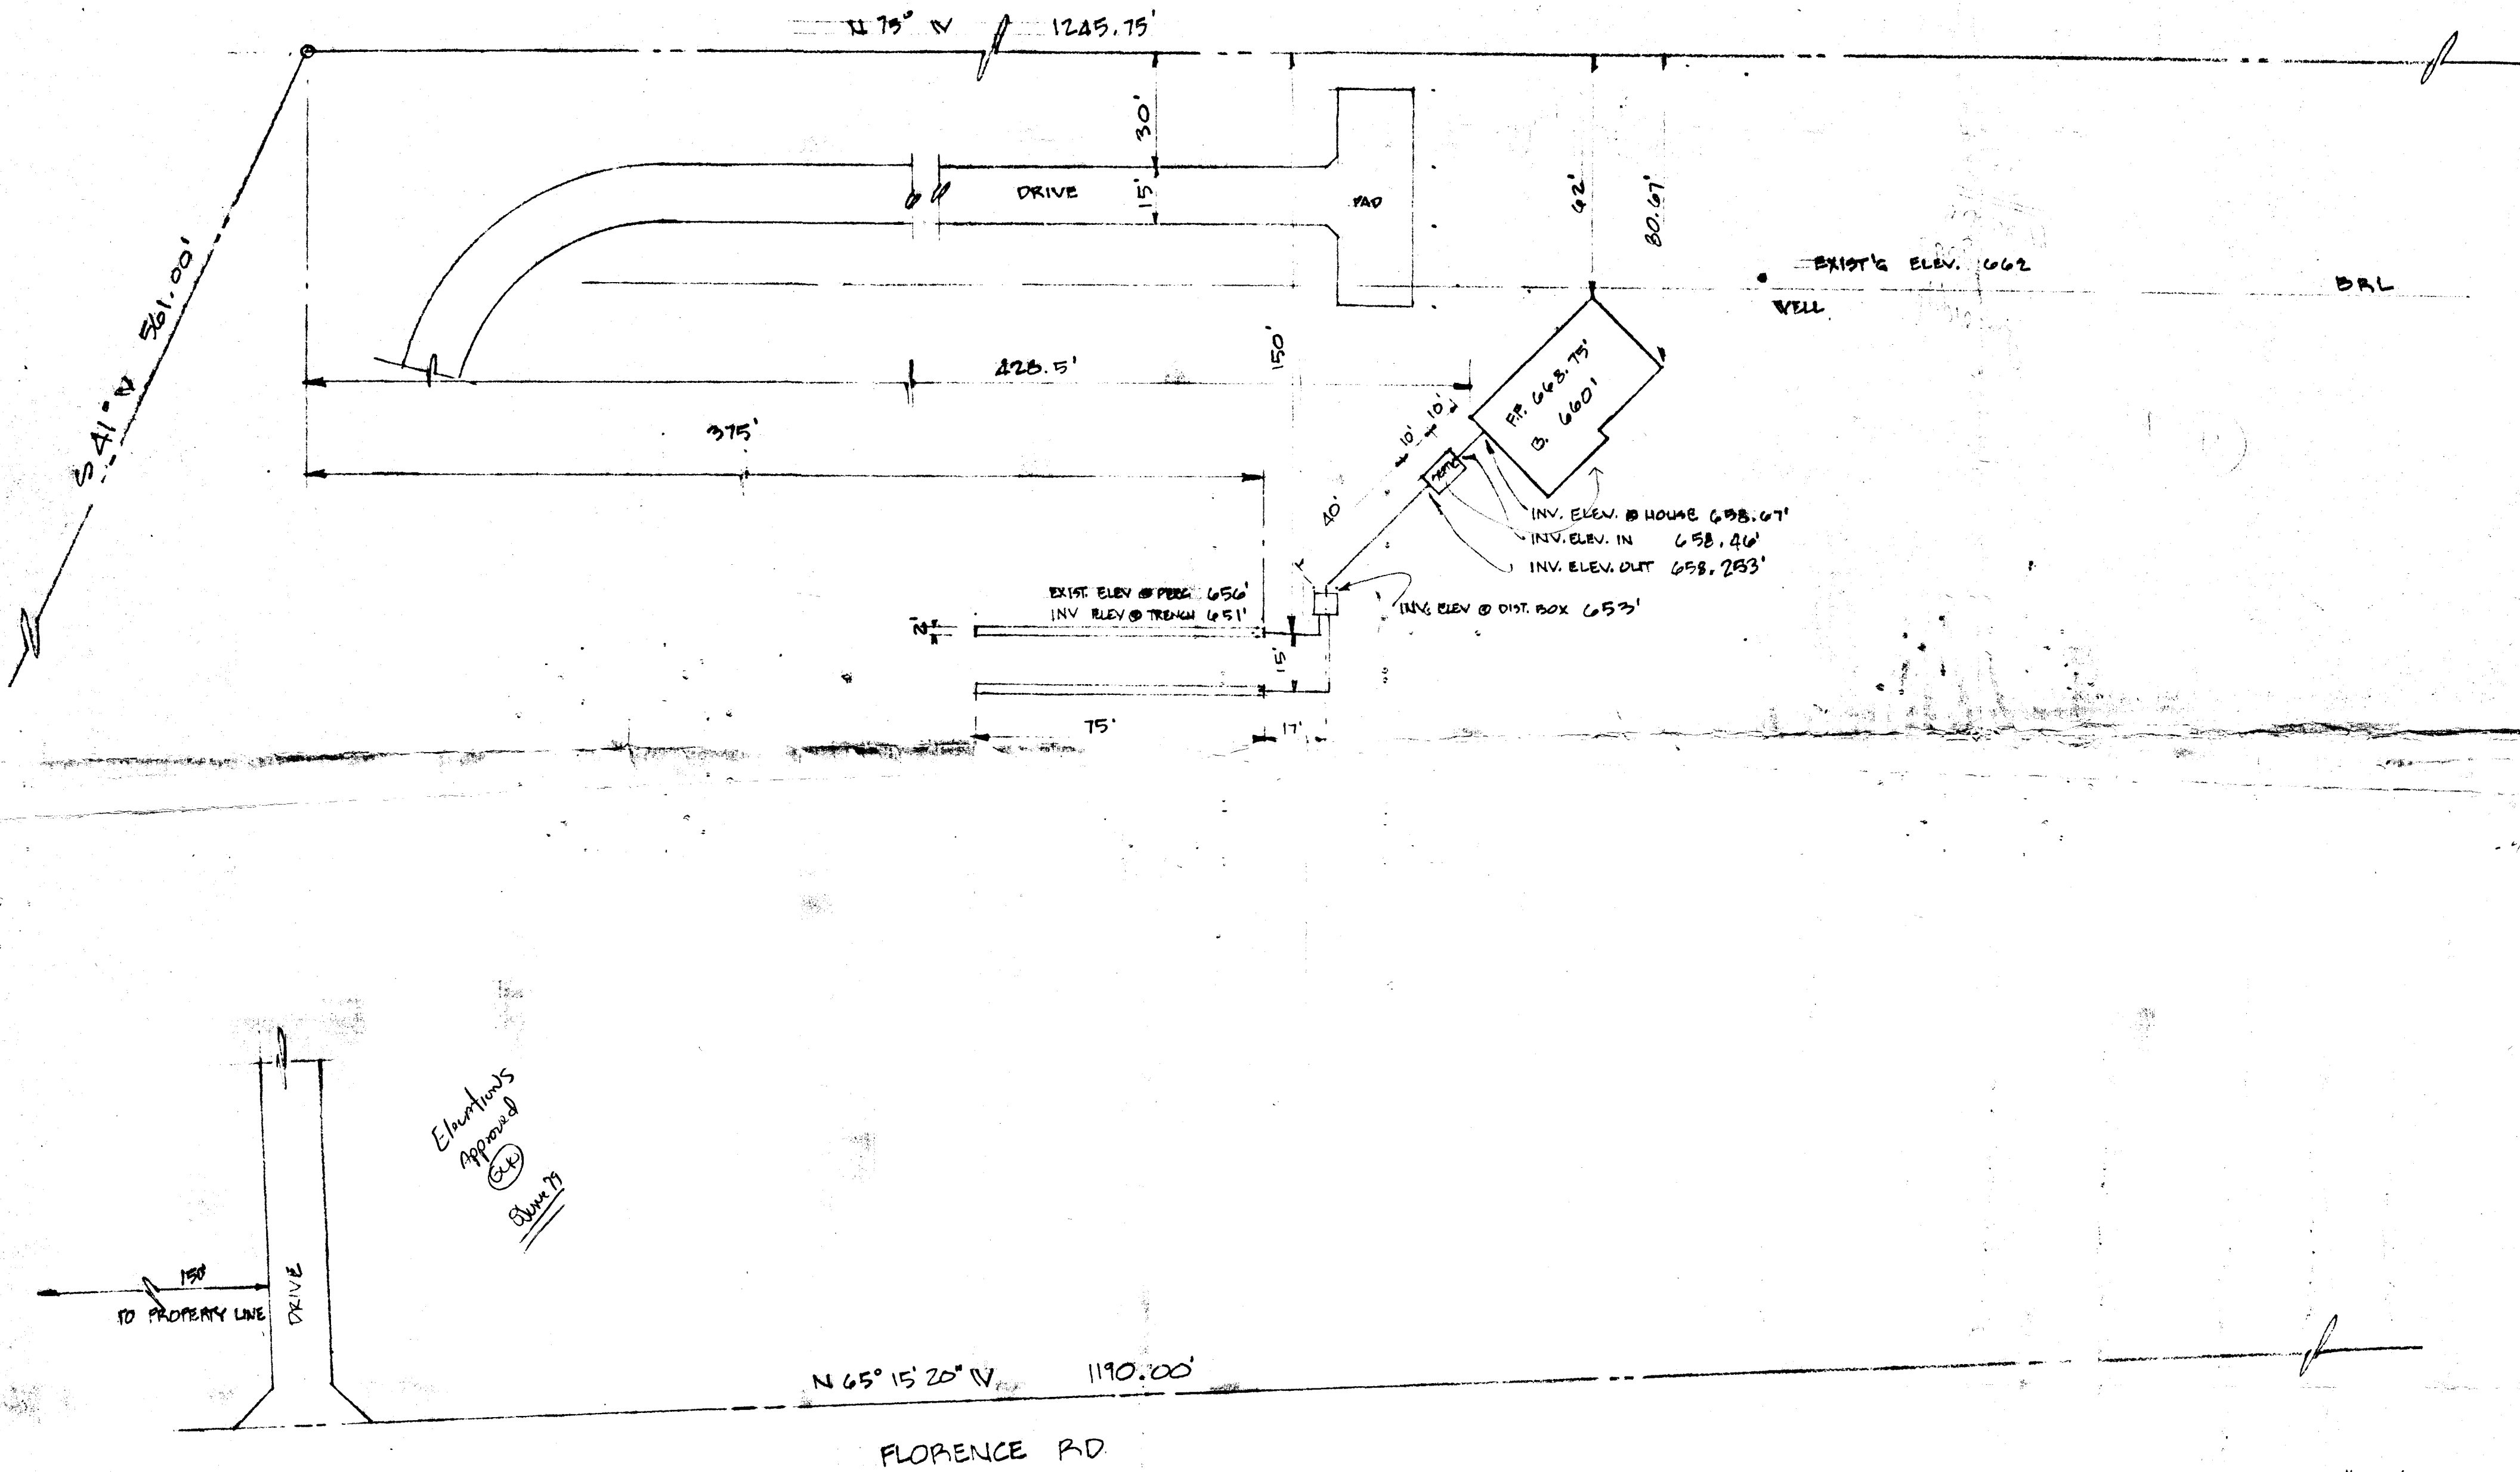 N 75° W 1245.75'
30'
DRIVE
15'
PAD
62'
80.67'
EXIST'G ELEV. 662
WELL
BRL
S 41° W 561.00'
428.5'
150'
375'
F.F. 668.75'
B. 660'
10'
10'
SEPTIC
40'
INV. ELEV. @ HOUSE 658.67'
INV. ELEV. IN 658.46'
INV. ELEV. OUT 658.253'
EXIST. ELEV @ PERC 656'
INV ELEV @ TRENCH 651'
INV. ELEV @ DIST. BOX 653'
2'
15'
75'
17'
Elevations
Approved
June 79
150'
TO PROPERTY LINE
DRIVE
N 65° 15' 20" W 1190.00'
FLORENCE RD.